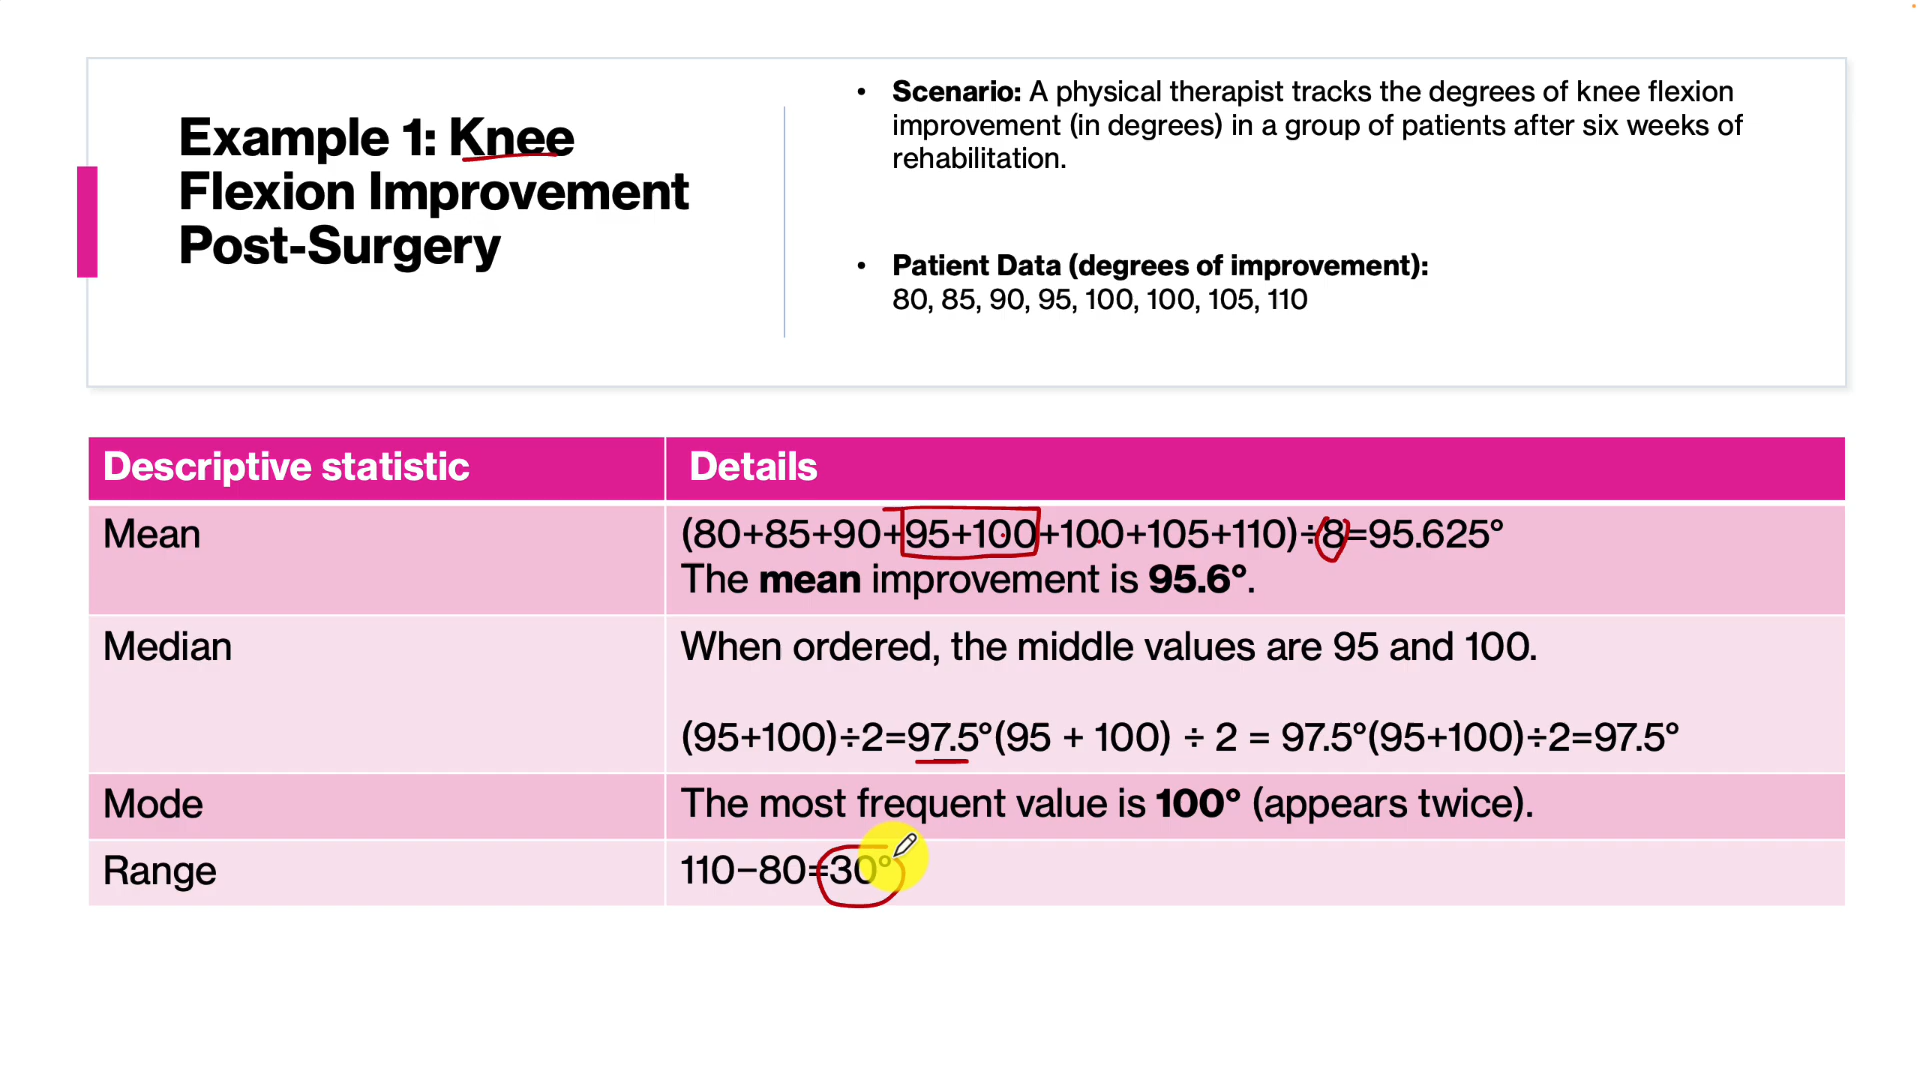 Example 1: Knee
Flexion Improvement
Post-Surgery
• Scenario: A physical therapist tracks the degrees of knee flexion
improvement (in degrees) in a group of patients after six weeks of
rehabilitation.
• Patient Data (degrees of improvement):
80, 85, 90, 95, 100, 100, 105, 110
Descriptive statistic
Details
Mean
(80+85+90+95+100+100+105+110)÷8=95.625°
The mean improvement is 95.6°.
Median
When ordered, the middle values are 95 and 100.
(95+100)÷2=97.5°(95 + 100) ÷ 2 = 97.5°(95+100)÷2=97.5°
Mode
The most frequent value is 100° (appears twice).
Range
110−80=30°